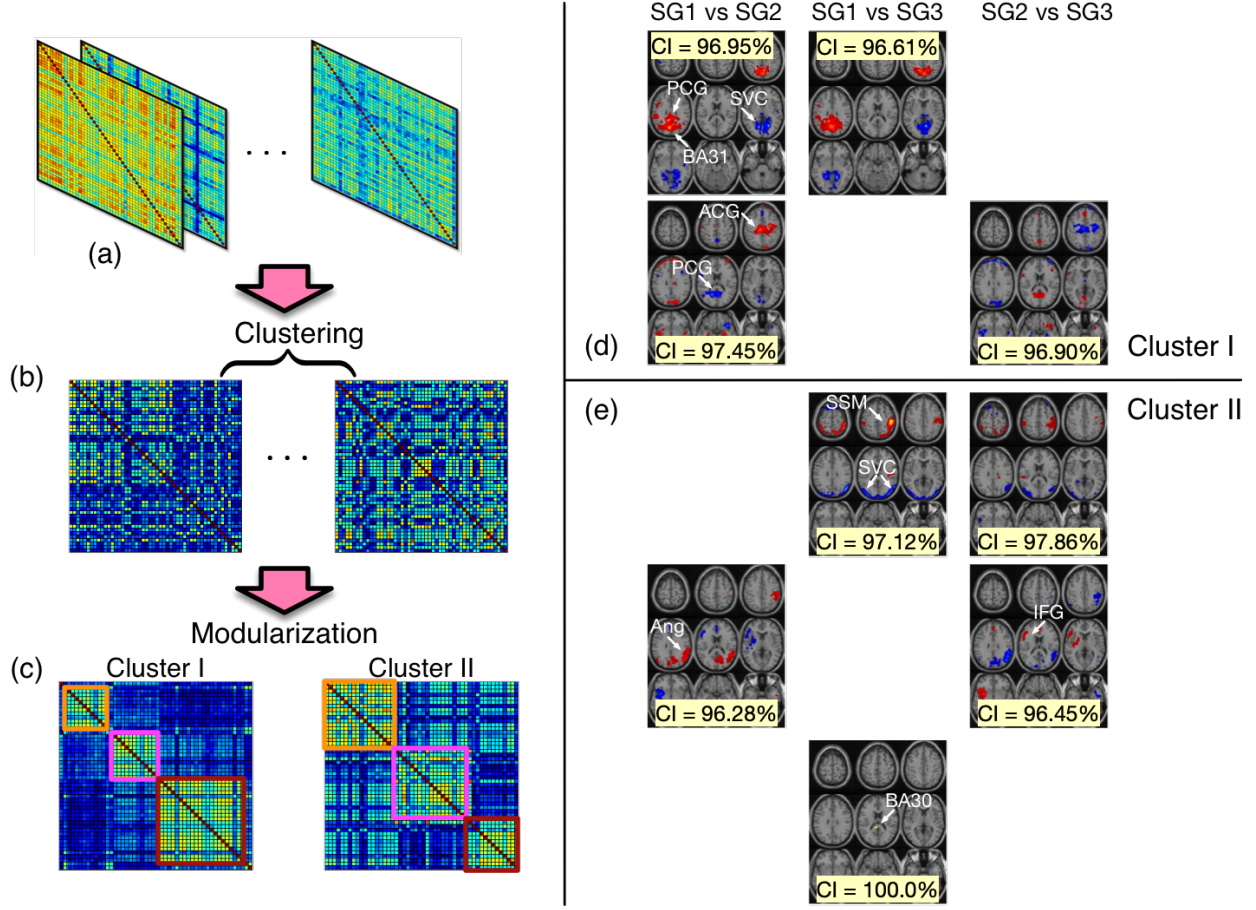 (a)
. . .
Clustering
(b)
. . .
Modularization
(c)
Cluster I
Cluster II
SG1 vs SG2
SG1 vs SG3
SG2 vs SG3
CI = 96.95%
CI = 96.61%
PCG
SVC
BA31
ACG
PCG
(d)
CI = 97.45%
CI = 96.90%
Cluster I
(e)
SSM
Cluster II
SVC
CI = 97.12%
CI = 97.86%
Ang
IFG
CI = 96.28%
CI = 96.45%
BA30
CI = 100.0%